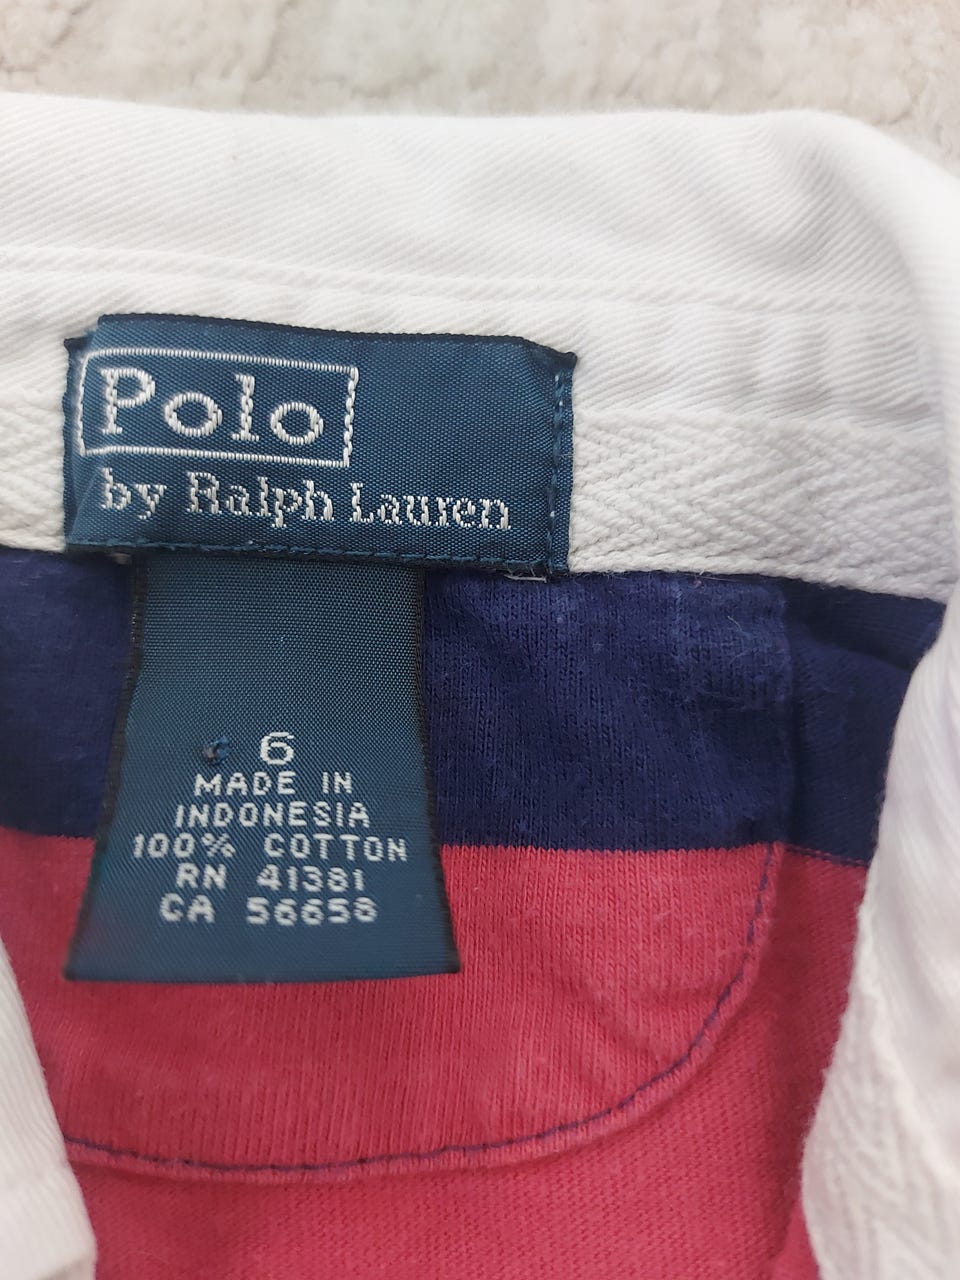 Polo
by Ralph Lauren
6
MADE IN
INDONESIA
100% COTTON
RN 41381
CA 56658